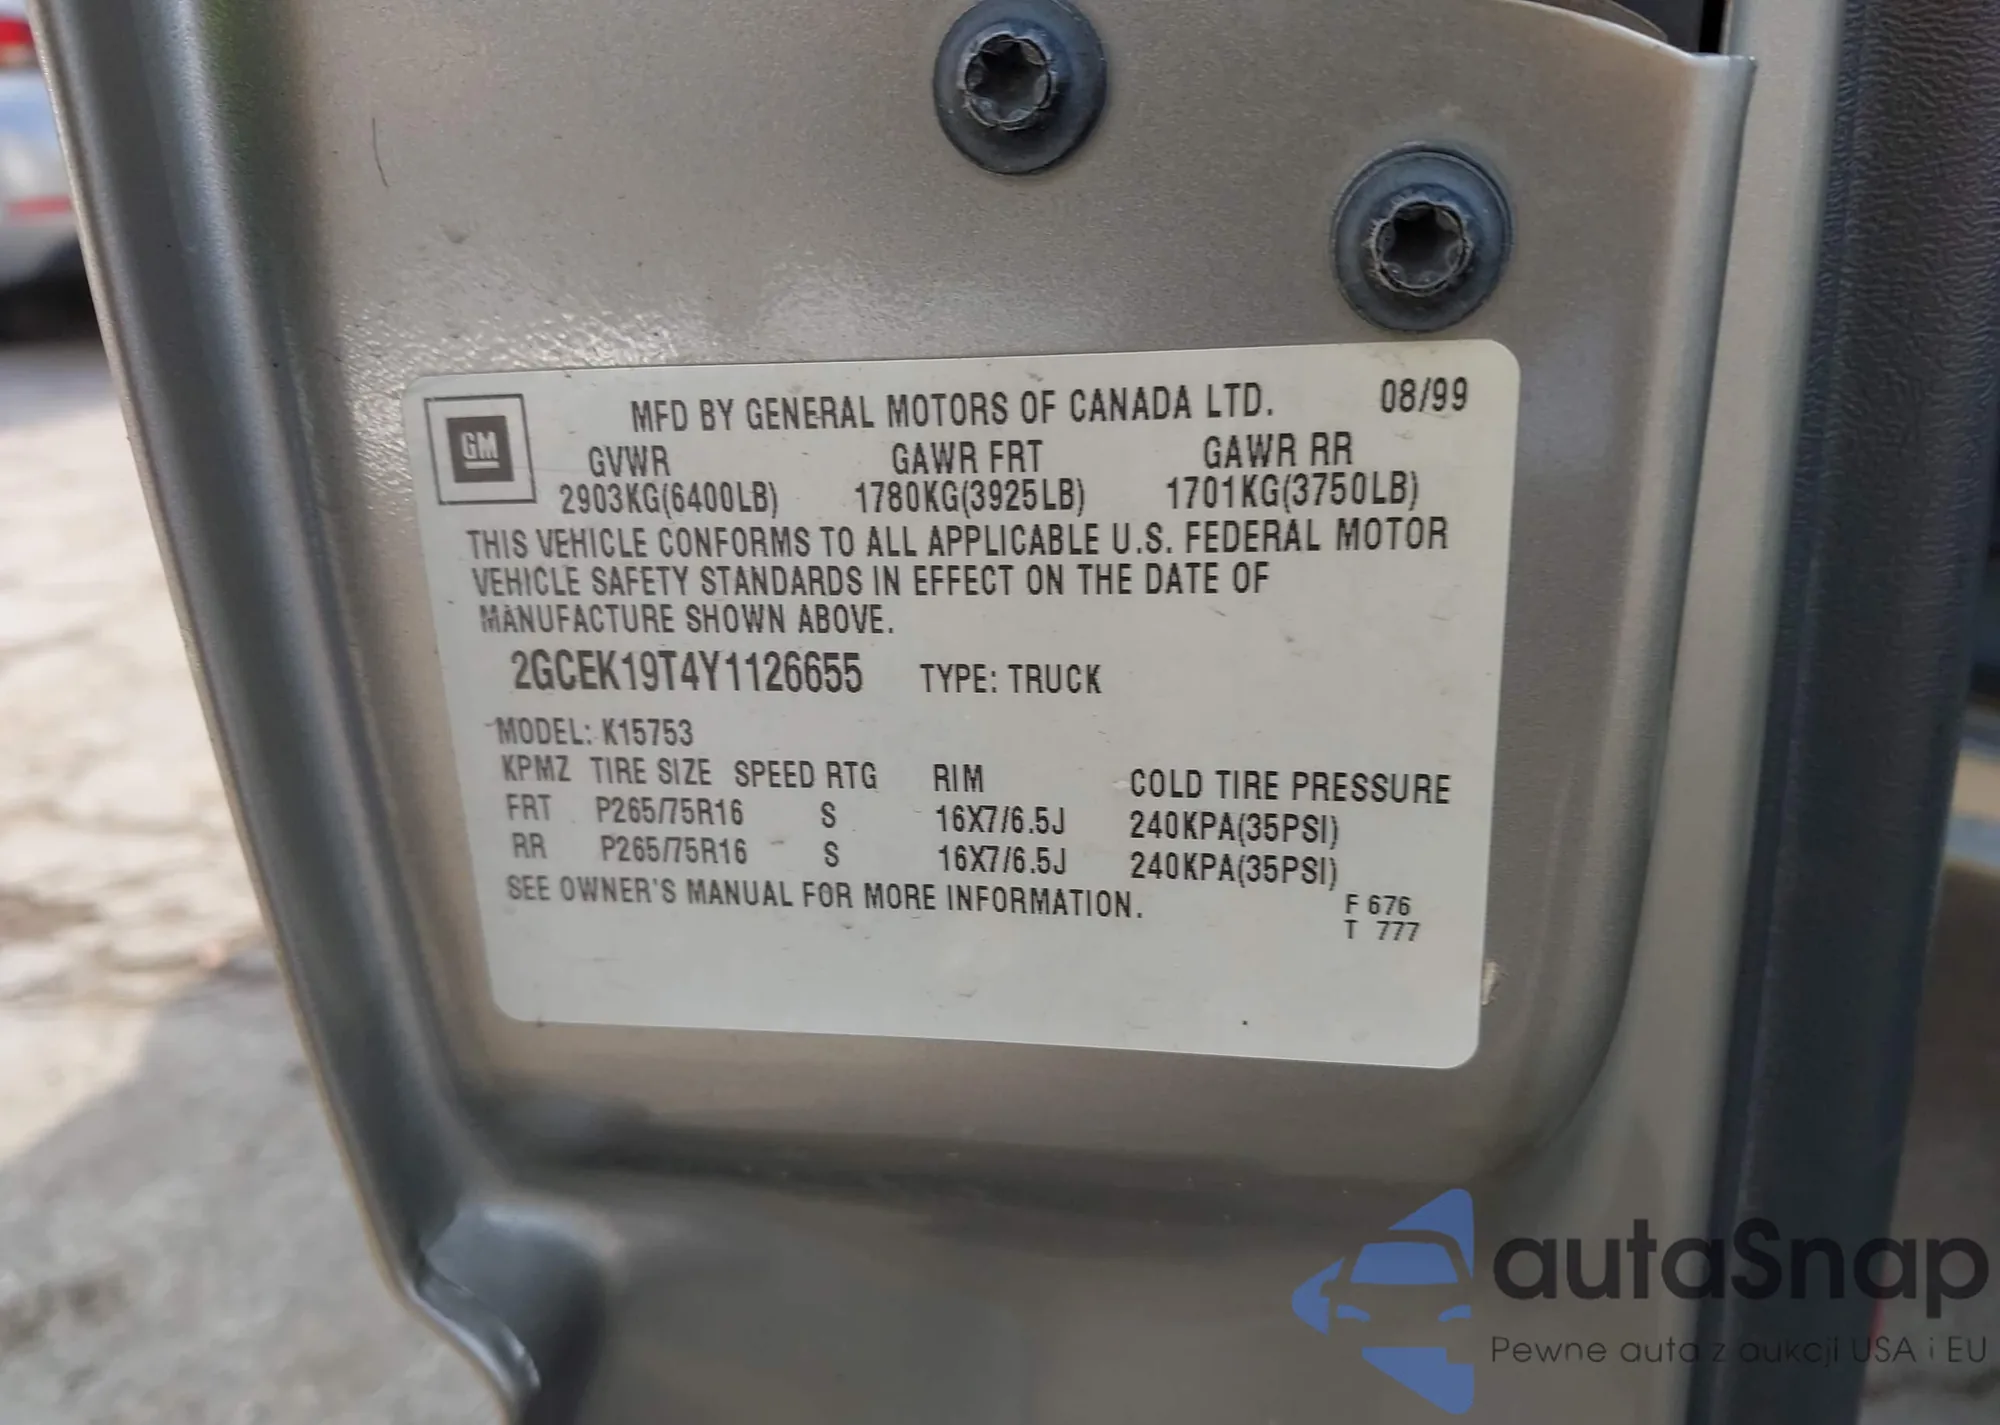 GM
MFD BY GENERAL MOTORS OF CANADA LTD. 08/99
GVWR GAWR FRT GAWR RR
2903KG(6400LB) 1780KG(3925LB) 1701KG(3750LB)
THIS VEHICLE CONFORMS TO ALL APPLICABLE U.S. FEDERAL MOTOR
VEHICLE SAFETY STANDARDS IN EFFECT ON THE DATE OF
MANUFACTURE SHOWN ABOVE.
2GCEK19T4Y1126655 TYPE: TRUCK
MODEL: K15753
KPMZ TIRE SIZE SPEED RTG RIM COLD TIRE PRESSURE
FRT P265/75R16 S 16X7/6.5J 240KPA(35PSI)
RR P265/75R16 S 16X7/6.5J 240KPA(35PSI)
SEE OWNER'S MANUAL FOR MORE INFORMATION.
F 676
T 777
autaSnap
Pewne auta z aukcji USA i EU